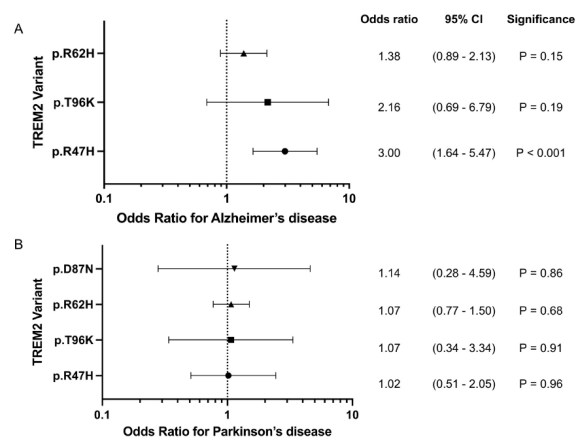 Odds ratio 95% CI Significance
A
TREM2 Variant
p.R62H 1.38 (0.89 - 2.13) P = 0.15
p.T96K 2.16 (0.69 - 6.79) P = 0.19
p.R47H 3.00 (1.64 - 5.47) P < 0.001
0.1 1 10
Odds Ratio for Alzheimer's disease
B
TREM2 Variant
p.D87N 1.14 (0.28 - 4.59) P = 0.86
p.R62H 1.07 (0.77 - 1.50) P = 0.68
p.T96K 1.07 (0.34 - 3.34) P = 0.91
p.R47H 1.02 (0.51 - 2.05) P = 0.96
0.1 1 10
Odds Ratio for Parkinson's disease